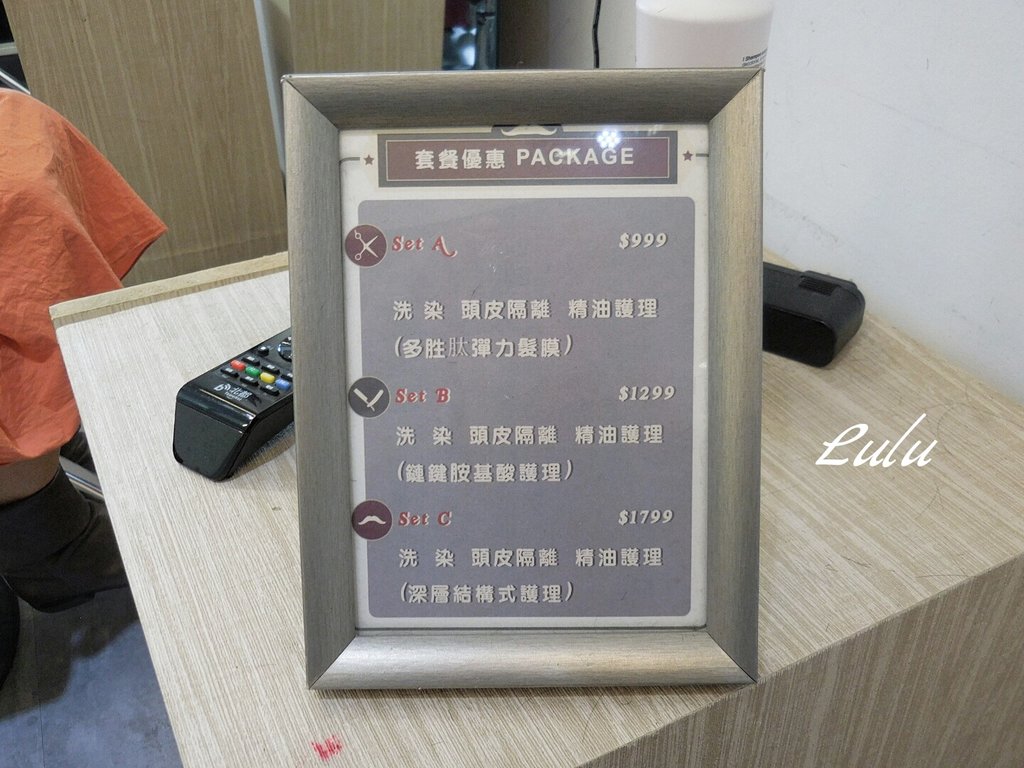 套餐優惠 PACKAGE
Set A $999
洗 染 頭皮隔離 精油護理
(多胜肽彈力髮膜)
Set B $1299
洗 染 頭皮隔離 精油護理
(鏈鍵胺基酸護理)
Set C $1799
洗 染 頭皮隔離 精油護理
(深層結構式護理)
北都
Lulu